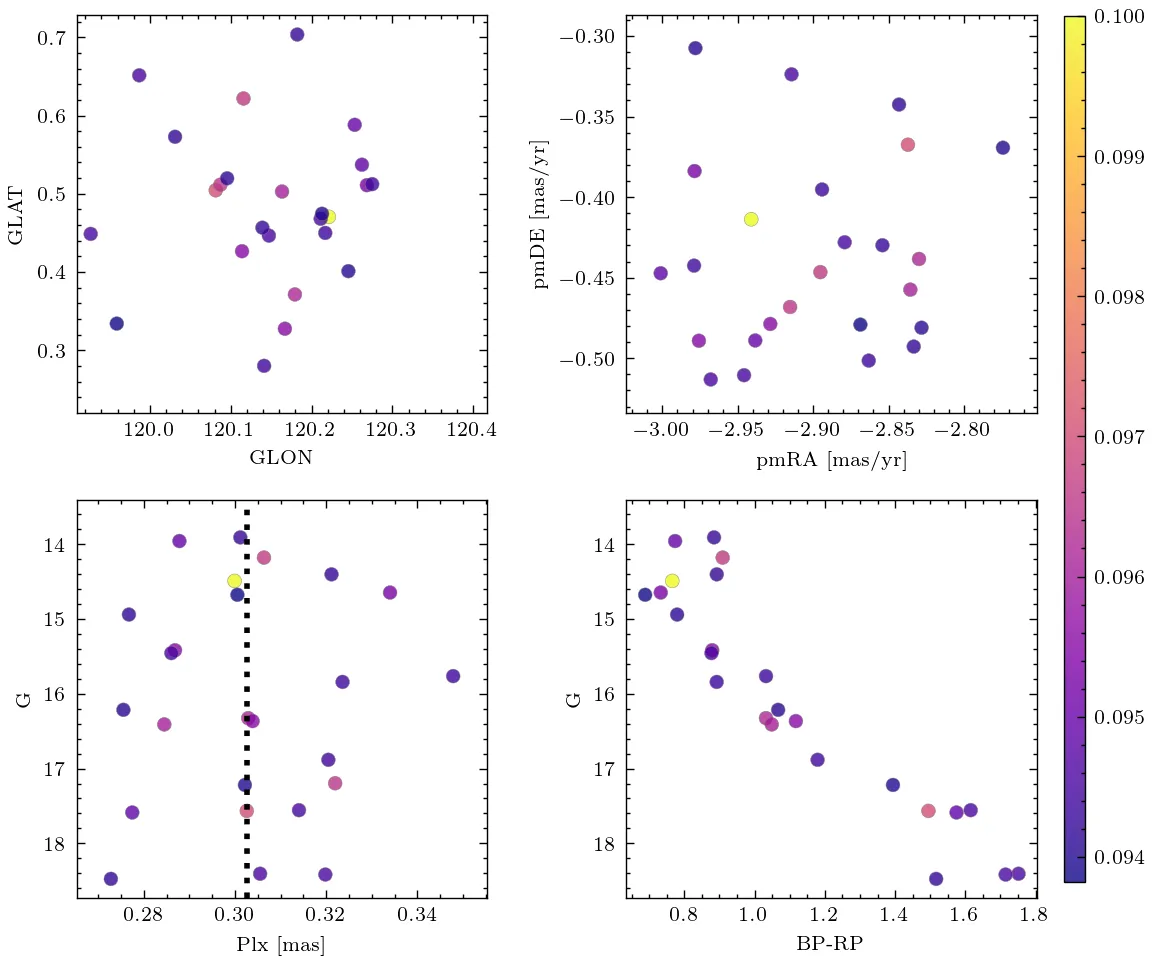 0.7
0.6
0.5
0.4
0.3
GLAT
120.0 120.1 120.2 120.3 120.4
GLON
−0.30
−0.35
−0.40
−0.45
−0.50
pmDE [mas/yr]
−3.00 −2.95 −2.90 −2.85 −2.80
pmRA [mas/yr]
14
15
16
17
18
G
0.28 0.30 0.32 0.34
Plx [mas]
14
15
16
17
18
G
0.8 1.0 1.2 1.4 1.6 1.8
BP-RP
0.100
0.099
0.098
0.097
0.096
0.095
0.094